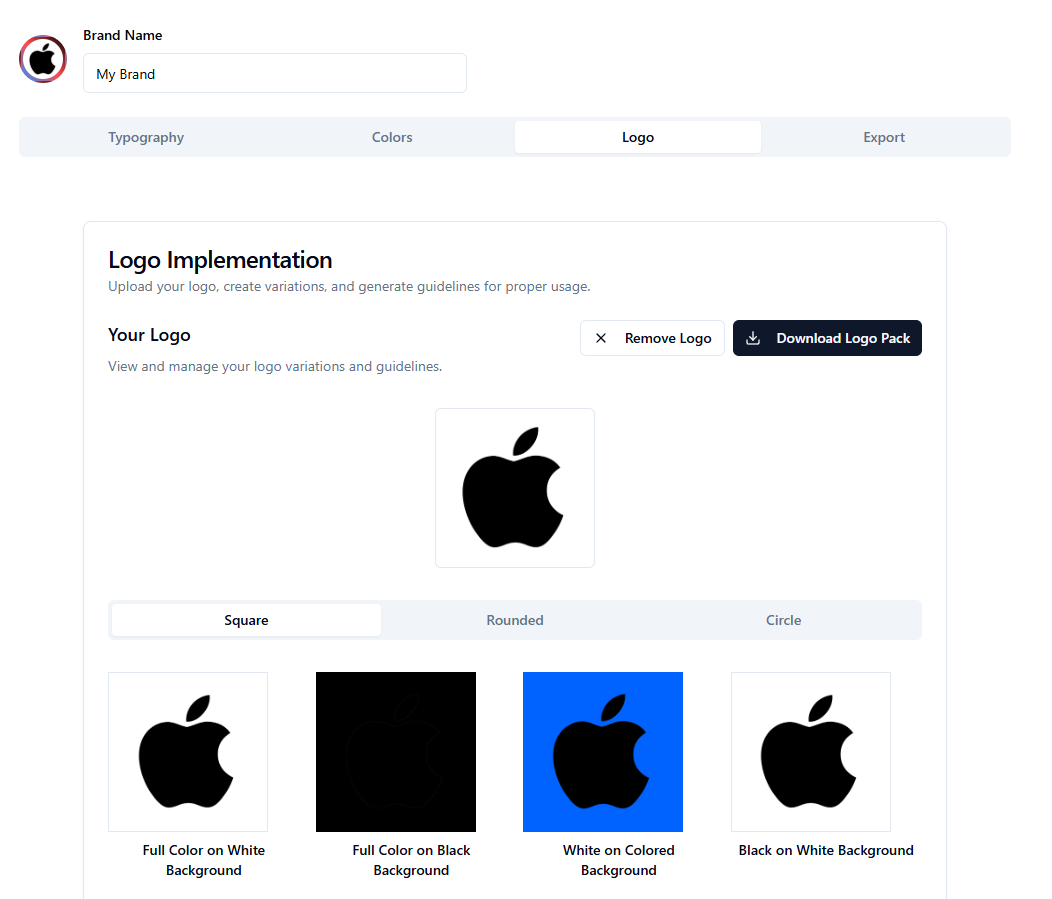 Brand Name
My Brand
Typography
Colors
Logo
Export
Logo Implementation
Upload your logo, create variations, and generate guidelines for proper usage.
Your Logo
Remove Logo
Download Logo Pack
View and manage your logo variations and guidelines.
Square
Rounded
Circle
Full Color on White
Background
Full Color on Black
Background
White on Colored
Background
Black on White Background